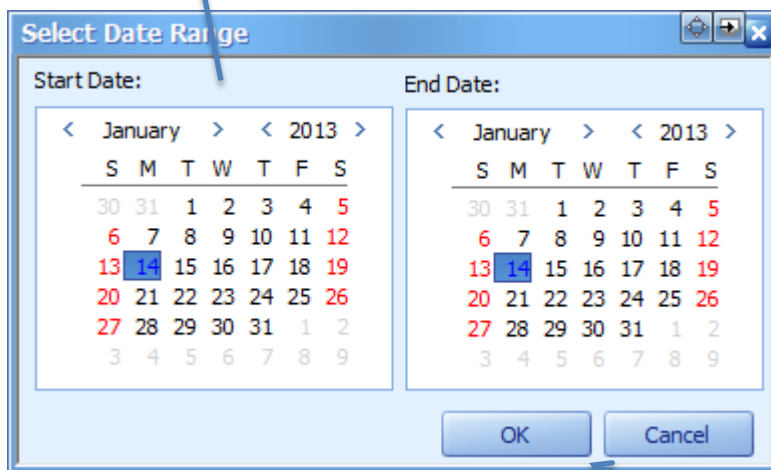 Select Date Range
Start Date:
End Date:
< January > < 2013 >
S M T W T F S
30 31 1 2 3 4 5
6 7 8 9 10 11 12
13 14 15 16 17 18 19
20 21 22 23 24 25 26
27 28 29 30 31 1 2
3 4 5 6 7 8 9
< January > < 2013 >
S M T W T F S
30 31 1 2 3 4 5
6 7 8 9 10 11 12
13 14 15 16 17 18 19
20 21 22 23 24 25 26
27 28 29 30 31 1 2
3 4 5 6 7 8 9
OK
Cancel